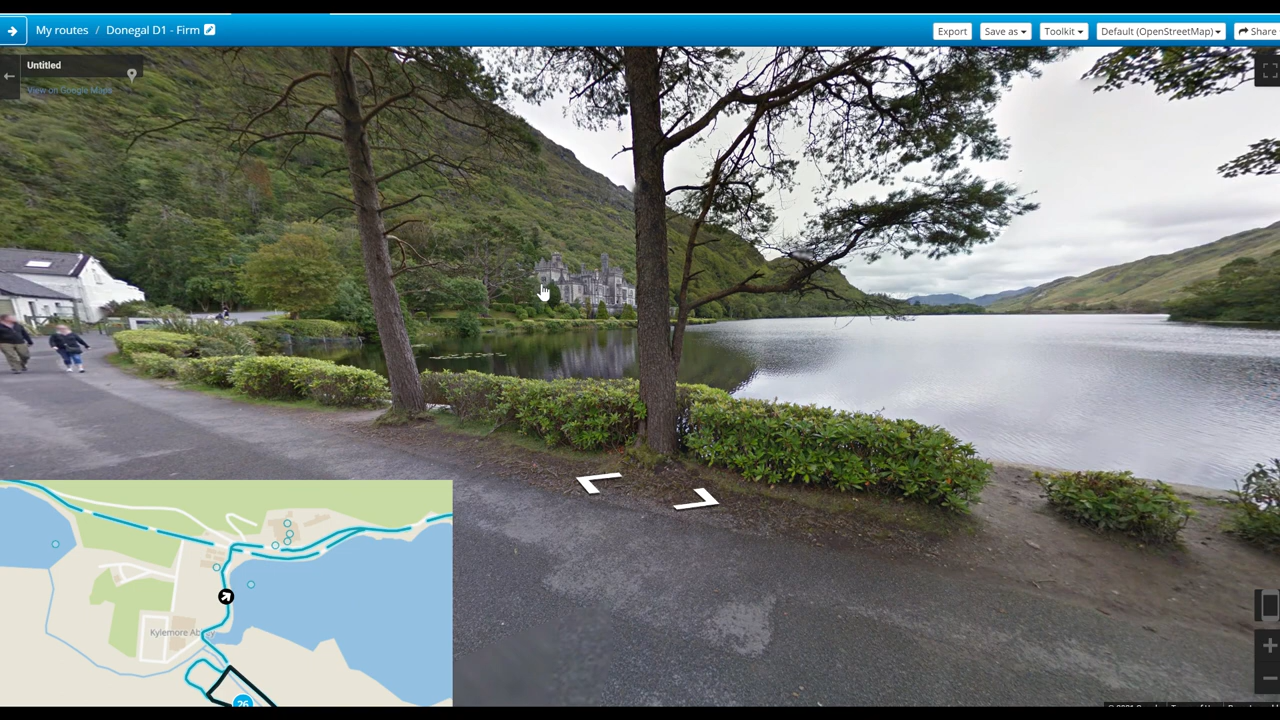 My routes / Donegal D1 - Firm
Export
Save as
Toolkit
Default (OpenStreetMap)
Share
Untitled
View on Google Maps
Kylemore Abbey
26